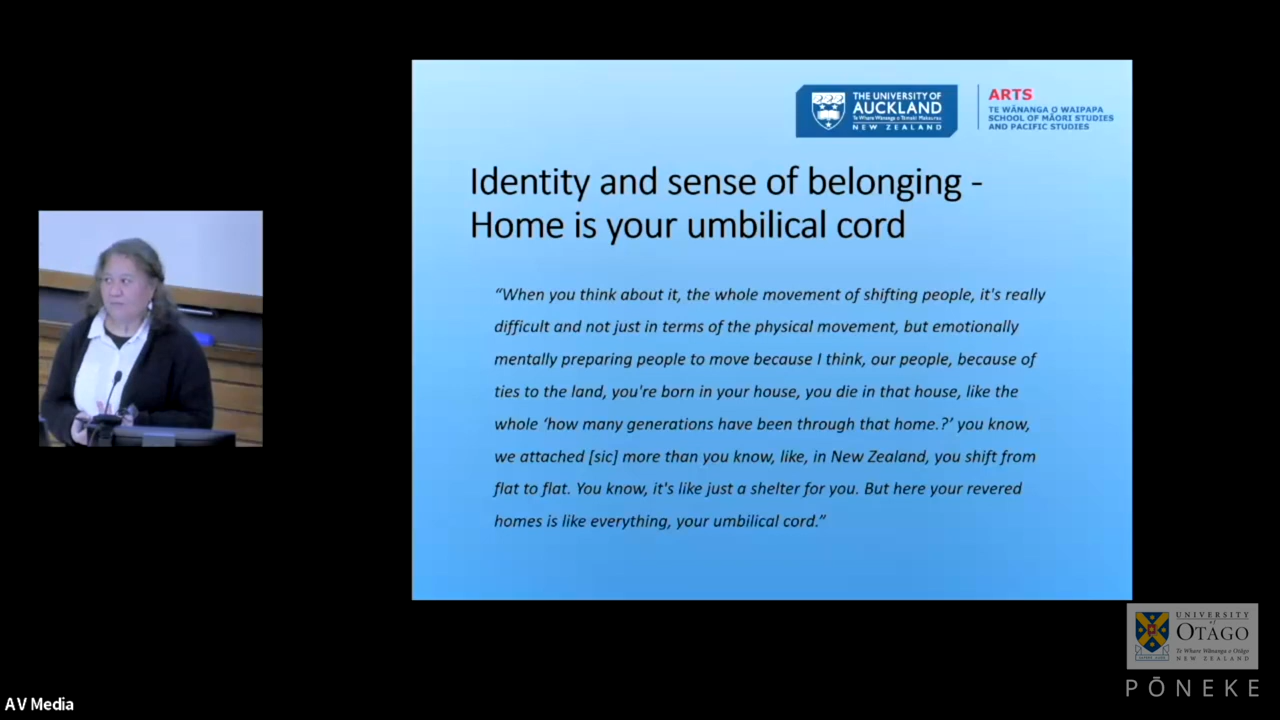 THE UNIVERSITY OF
AUCKLAND
Te Whare Wānanga o Tāmaki Makaurau
NEW ZEALAND
ARTS
TE WĀNANGA O WAIPAPA
SCHOOL OF MĀORI STUDIES
AND PACIFIC STUDIES
Identity and sense of belonging -
Home is your umbilical cord
“When you think about it, the whole movement of shifting people, it's really
difficult and not just in terms of the physical movement, but emotionally
mentally preparing people to move because I think, our people, because of
ties to the land, you're born in your house, you die in that house, like the
whole ‘how many generations have been through that home.?’ you know,
we attached [sic] more than you know, like, in New Zealand, you shift from
flat to flat. You know, it's like just a shelter for you. But here your revered
homes is like everything, your umbilical cord.”
UNIVERSITY
of
OTAGO
Te Whare Wānanga o Otāgo
NEW ZEALAND
PŌNEKE
AV Media